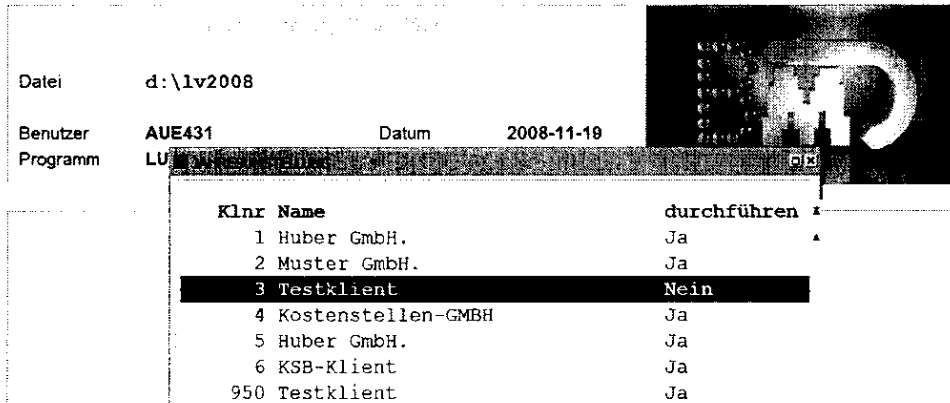 Datei d:\lv2008
Benutzer AUE431 Datum 2008-11-19
Programm LU
Klnr Name durchführen
1 Huber GmbH. Ja
2 Muster GmbH. Ja
3 Testklient Nein
4 Kostenstellen-GMBH Ja
5 Huber GmbH. Ja
6 KSB-Klient Ja
950 Testklient Ja